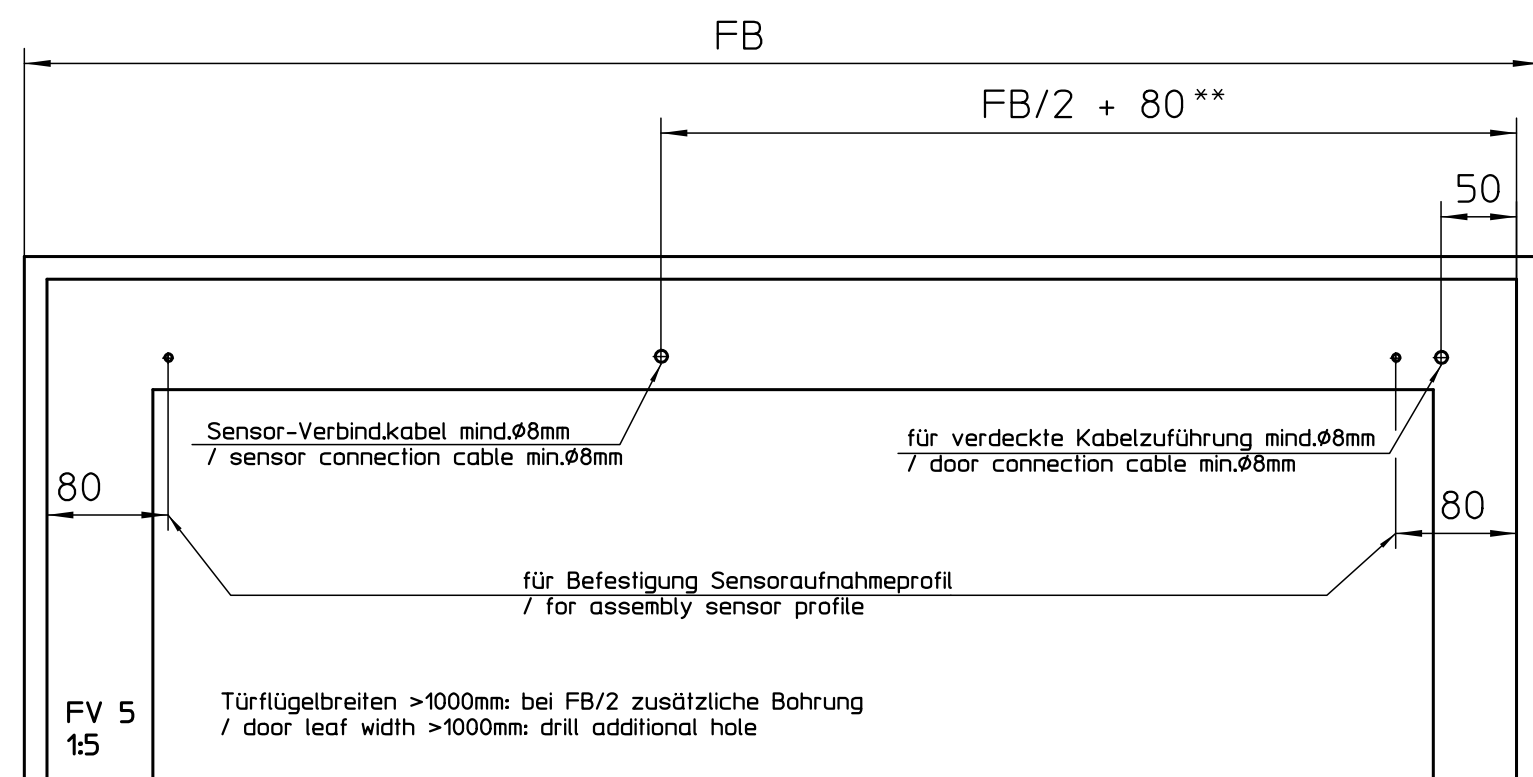 FB
FB/2 + 80**
50
Sensor-Verbind.kabel mind.Ø8mm
/ sensor connection cable min.Ø8mm
für verdeckte Kabelzuführung mind.Ø8mm
/ door connection cable min.Ø8mm
80
80
für Befestigung Sensoraufnahmeprofil
/ for assembly sensor profile
Türflügelbreiten >1000mm: bei FB/2 zusätzliche Bohrung
/ door leaf width >1000mm: drill additional hole
FV 5
1:5